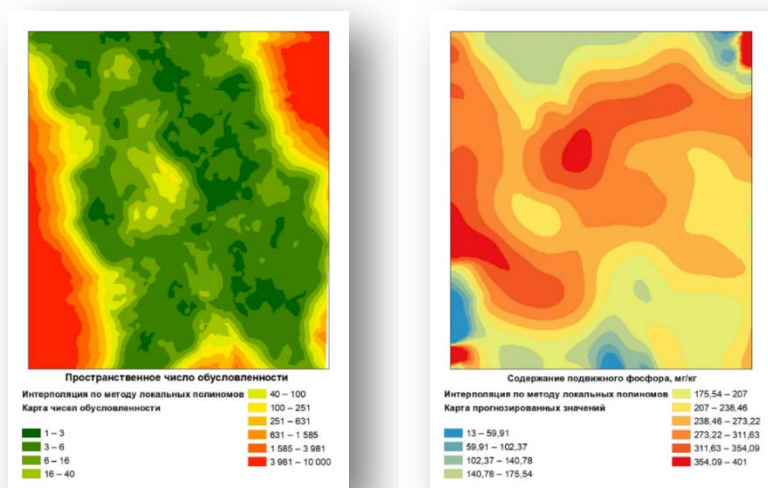 Пространственное число обусловленности
Интерполяция по методу локальных полиномов
Карта чисел обусловленности
1 – 3
3 – 6
6 – 16
16 – 40
40 – 100
100 – 251
251 – 631
631 – 1 585
1 585 – 3 981
3 981 – 10 000
Содержание подвижного фосфора, мг/кг
Интерполяция по методу локальных полиномов
Карта прогнозированных значений
13 – 59,91
59,91 – 102,37
102,37 – 140,78
140,78 – 175,54
175,54 – 207
207 – 238,46
238,46 – 273,22
273,22 – 311,63
311,63 – 354,09
354,09 – 401